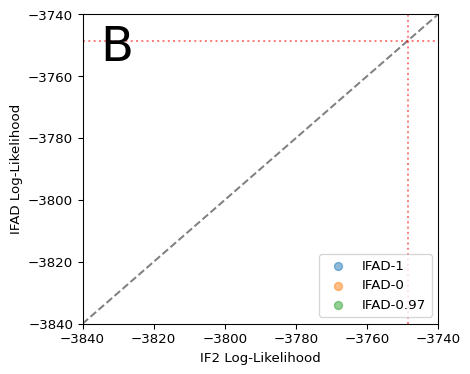 B
−3740
−3760
−3780
−3800
−3820
−3840
IFAD Log-Likelihood
IFAD-1
IFAD-0
IFAD-0.97
−3840 −3820 −3800 −3780 −3760 −3740
IF2 Log-Likelihood